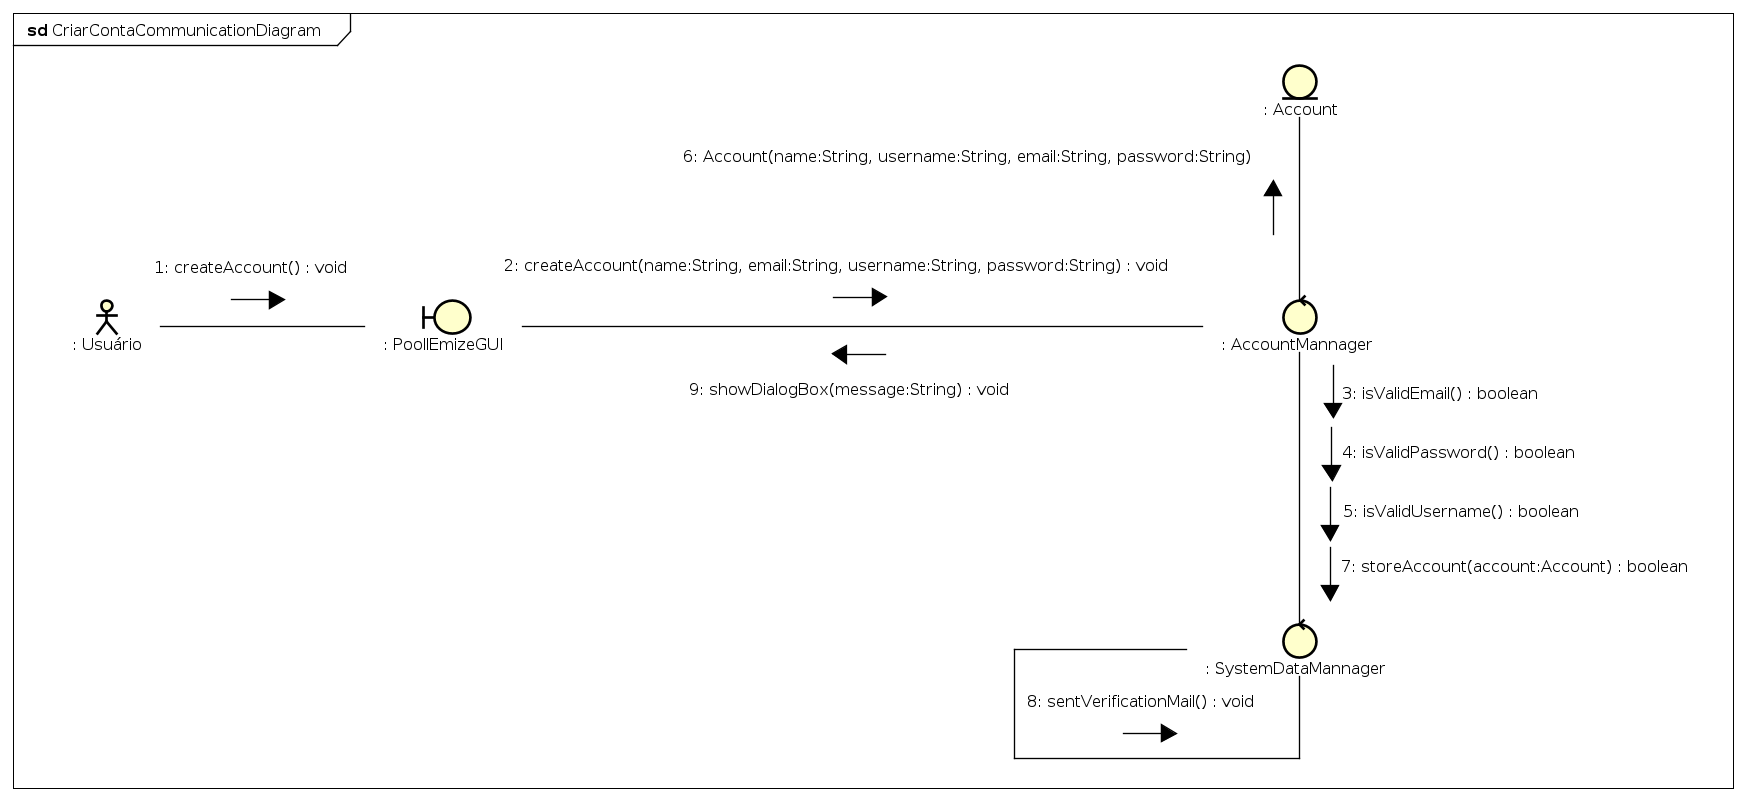 sd CriarContaCommunicationDiagram
: Account
6: Account(name:String, username:String, email:String, password:String)
1: createAccount() : void
2: createAccount(name:String, email:String, username:String, password:String) : void
: Usuário
: PoollEmizeGUI
: AccountMannager
9: showDialogBox(message:String) : void
3: isValidEmail() : boolean
4: isValidPassword() : boolean
5: isValidUsername() : boolean
7: storeAccount(account:Account) : boolean
: SystemDataMannager
8: sentVerificationMail() : void